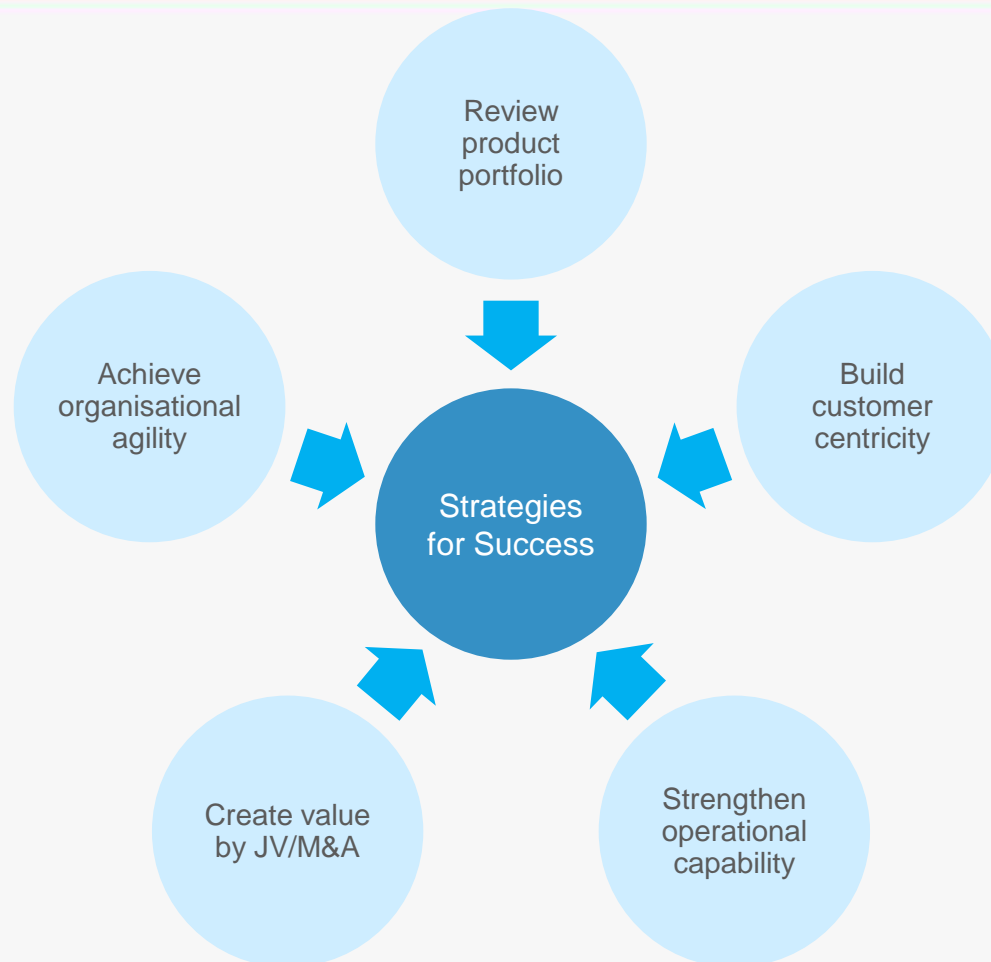 Review
product
portfolio
Achieve
organisational
agility
Build
customer
centricity
Strategies
for Success
Create value
by JV/M&A
Strengthen
operational
capability